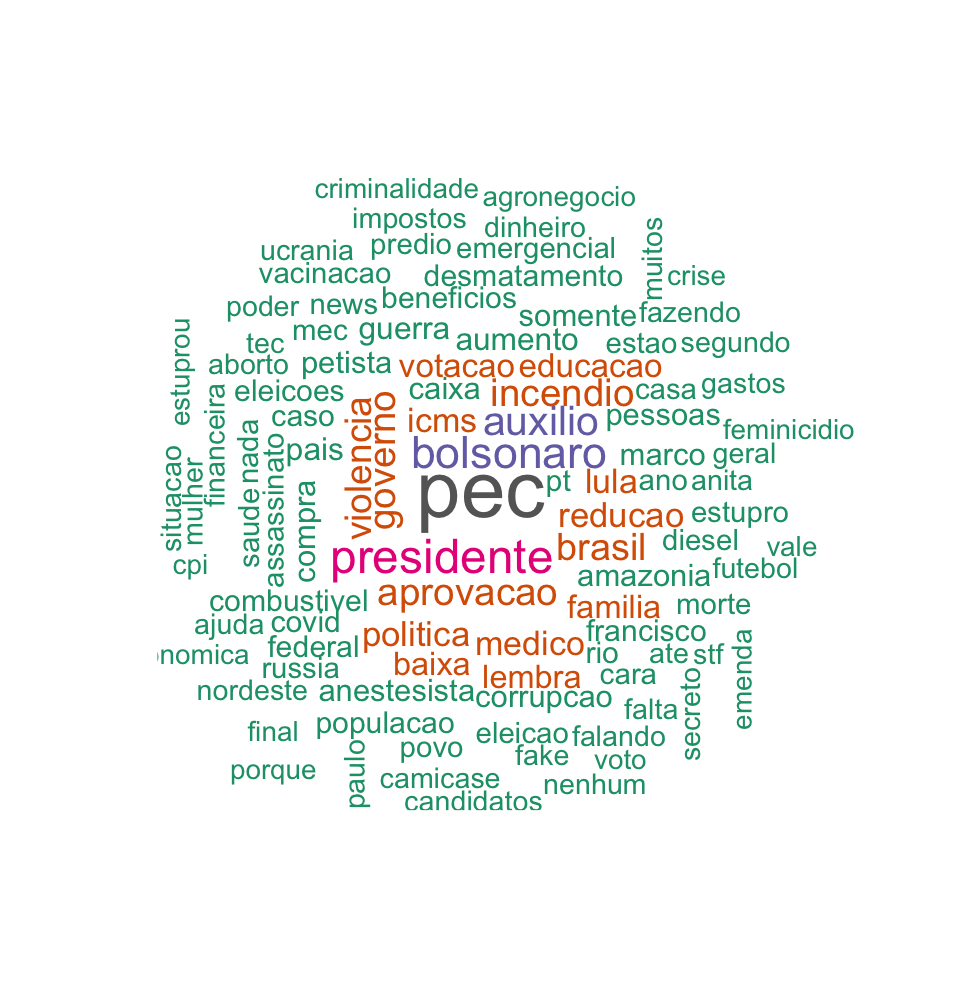 criminalidade
agronegocio
impostos
dinheiro
muitos
ucrania
predio
emergencial
vacinacao
desmatamento
crise
poder
news
beneficios
somente
fazendo
estuprou
tec
mec
guerra
aumento
estao
segundo
aborto
petista
votacao
educacao
financeira
eleicoes
caixa
incendio
casa
gastos
nada
caso
violencia
governo
icms
auxilio
pessoas
feminicidio
situacao
mulher
saude
assassinato
pais
bolsonaro
marco
geral
compra
pec
pt
lula
ano
anita
reducao
estupro
cpi
presidente
brasil
diesel
vale
amazonia
futebol
combustivel
aprovacao
familia
morte
ajuda
covid
politica
medico
francisco
nomica
federal
rio
ate
stf
emenda
russia
baixa
lembra
cara
nordeste
anestesista
corrupcao
falta
secreto
final
populacao
eleicao
falando
povo
fake
voto
porque
paulo
camicase
nenhum
candidatos